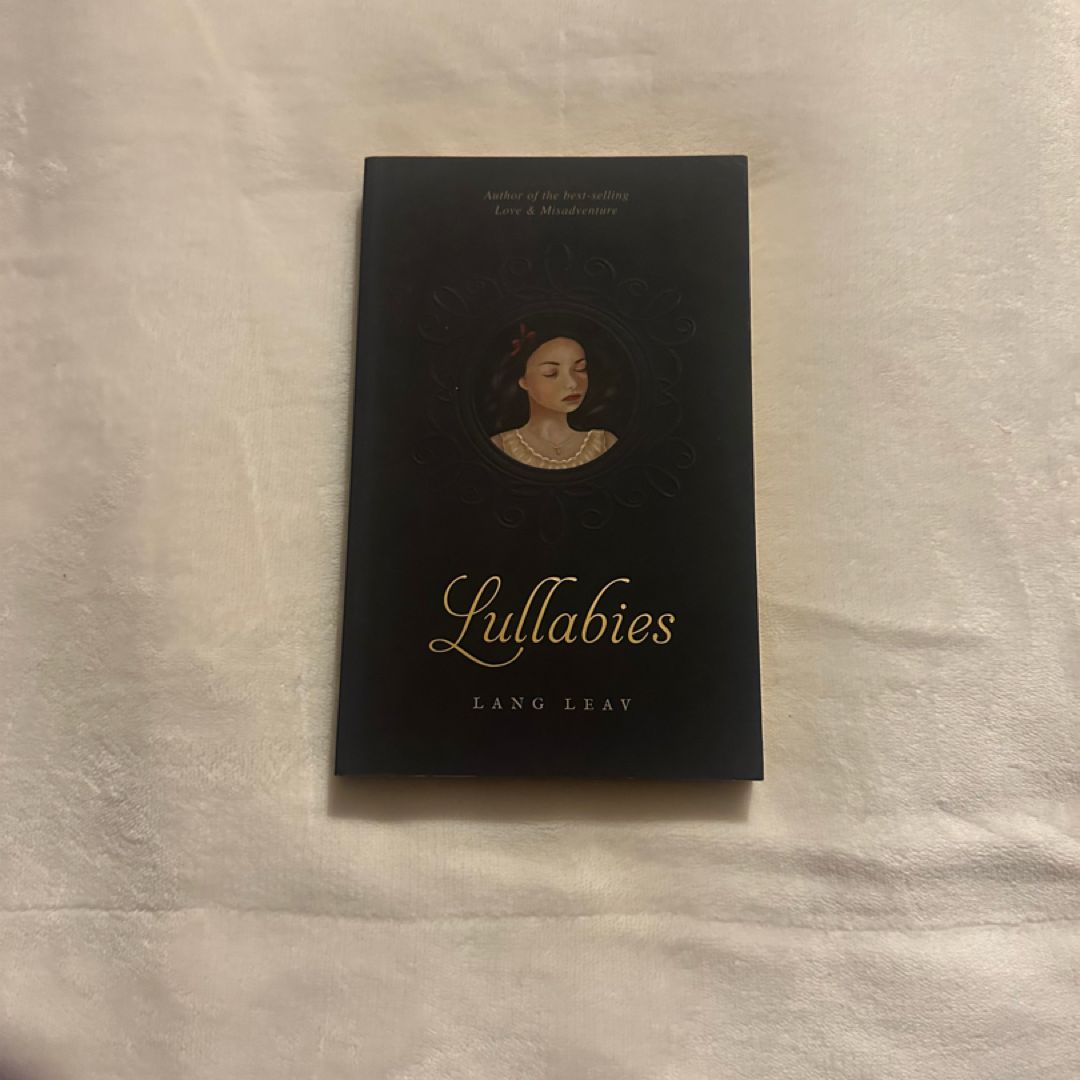 Author of the best-selling
Love & Misadventure
Lullabies
LANG LEAV